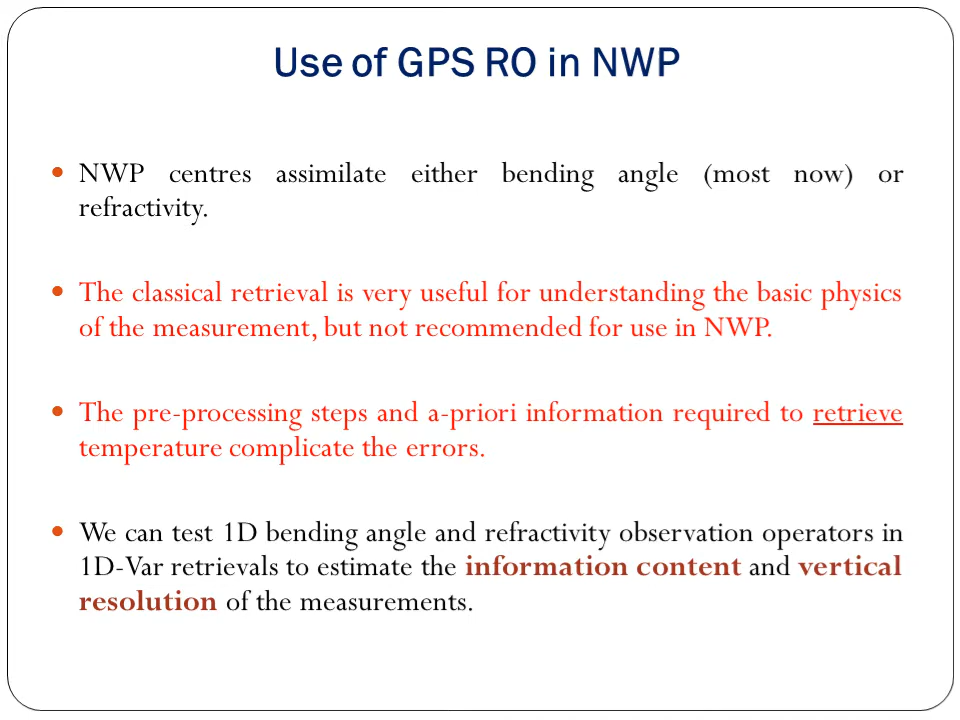 Use of GPS RO in NWP
• NWP centres assimilate either bending angle (most now) or
refractivity.
• The classical retrieval is very useful for understanding the basic physics
of the measurement, but not recommended for use in NWP.
• The pre-processing steps and a-priori information required to retrieve
temperature complicate the errors.
• We can test 1D bending angle and refractivity observation operators in
1D-Var retrievals to estimate the information content and vertical
resolution of the measurements.